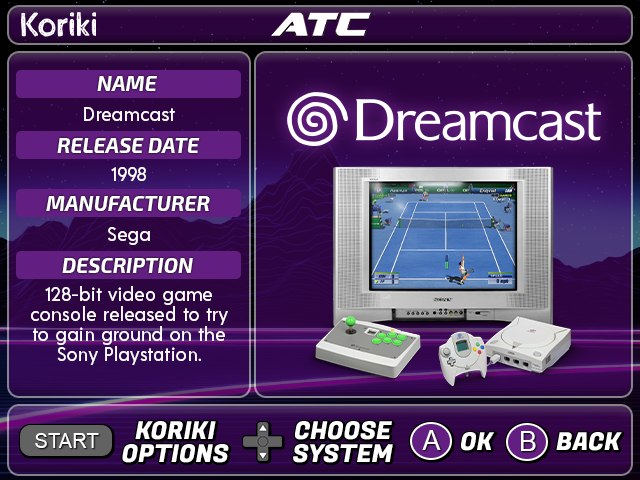 Koriki
ATC
NAME
Dreamcast
RELEASE DATE
1998
MANUFACTURER
Sega
DESCRIPTION
128-bit video game
console released to try
to gain ground on the
Sony Playstation.
Dreamcast
START
KORIKI
OPTIONS
CHOOSE
SYSTEM
A
OK
B
BACK